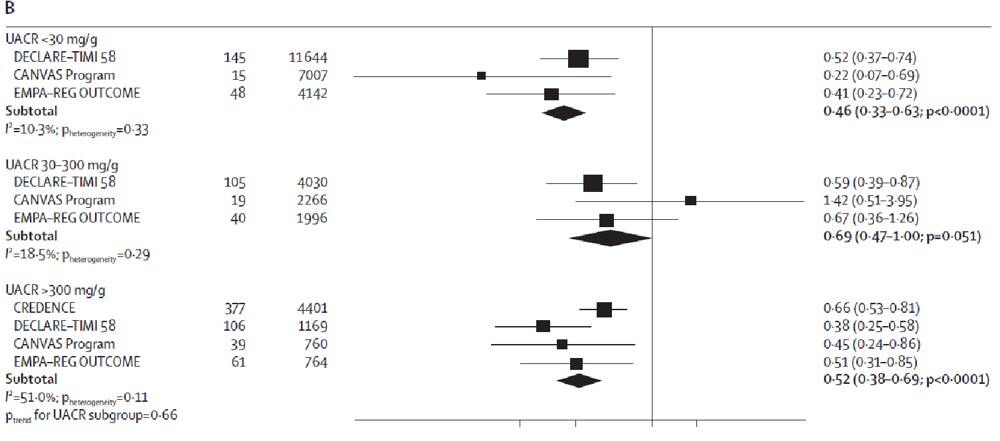 B
UACR <30 mg/g
DECLARE–TIMI 58 145 11644 0·52 (0·37–0·74)
CANVAS Program 15 7007 0·22 (0·07–0·69)
EMPA–REG OUTCOME 48 4142 0·41 (0·23–0·72)
Subtotal 0·46 (0·33–0·63; p<0·0001)
I²=10·3%; pheterogeneity=0·33
UACR 30–300 mg/g
DECLARE–TIMI 58 105 4030 0·59 (0·39–0·87)
CANVAS Program 19 2266 1·42 (0·51–3·95)
EMPA–REG OUTCOME 40 1996 0·67 (0·36–1·26)
Subtotal 0·69 (0·47–1·00; p=0·051)
I²=18·5%; pheterogeneity=0·29
UACR >300 mg/g
CREDENCE 377 4401 0·66 (0·53–0·81)
DECLARE–TIMI 58 106 1169 0·38 (0·25–0·58)
CANVAS Program 39 760 0·45 (0·24–0·86)
EMPA–REG OUTCOME 61 764 0·51 (0·31–0·85)
Subtotal 0·52 (0·38–0·69; p<0·0001)
I²=51·0%; pheterogeneity=0·11
ptrend for UACR subgroup=0·66